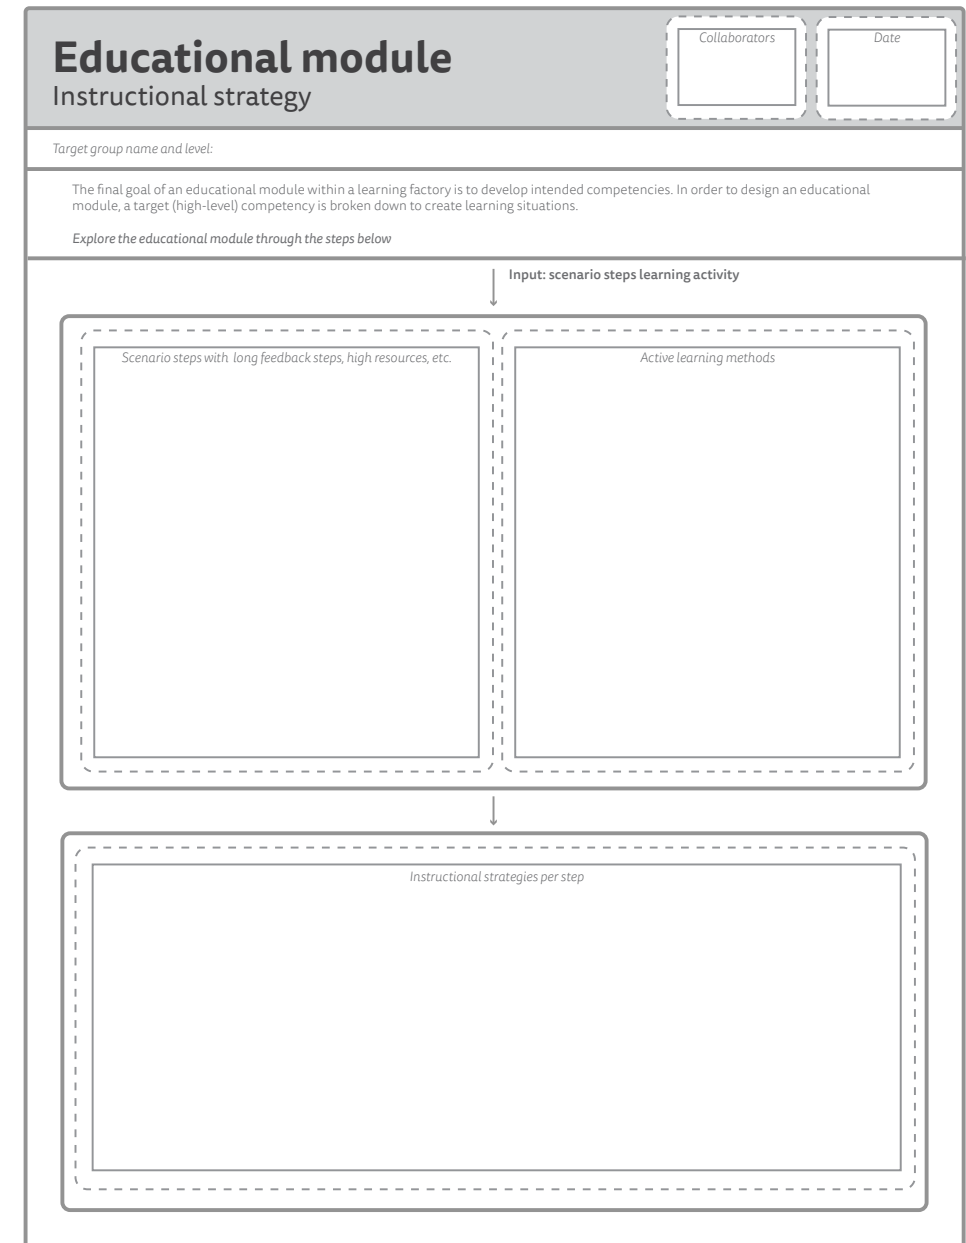 Educational module
Instructional strategy
Collaborators
Date
Target group name and level:
The final goal of an educational module within a learning factory is to develop intended competencies. In order to design an educational
module, a target (high-level) competency is broken down to create learning situations.
Explore the educational module through the steps below
Input: scenario steps learning activity
Scenario steps with long feedback steps, high resources, etc.
Active learning methods
Instructional strategies per step